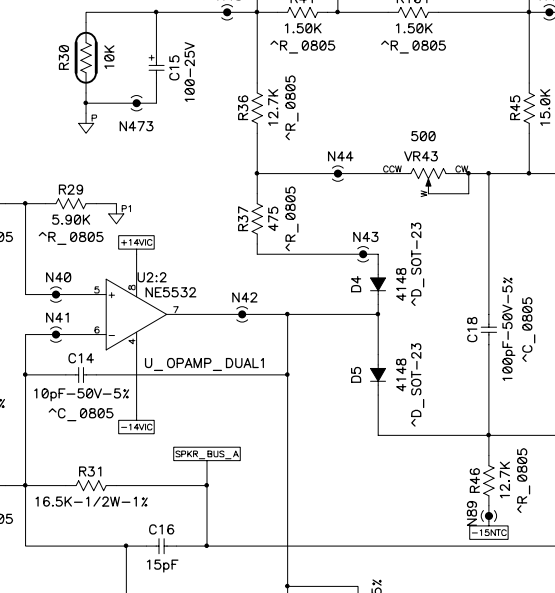 1.50K
^R_0805
1.50K
^R_0805
R30
10K
C15
100-25V
+
P
N473
R36
12.7K
^R_0805
R45
15.0K
500
VR43
N44
CCW
CW
W
R29
P1
5.90K
^R_0805
R37
475
^R_0805
N43
+14VIC
D4
4148
^D_SOT-23
U2:2
NE5532
8
N40
5
+
N41
6
-
7
4
N42
C18
100pF-50V-5%
^C_0805
C14
U_OPAMP_DUAL1
10pF-50V-5%
^C_0805
-14VIC
D5
4148
^D_SOT-23
SPKR_BUS_A
R31
16.5K-1/2W-1%
R46
12.7K
^R_0805
N89
-15NTC
C16
15pF
05
%
05
5%